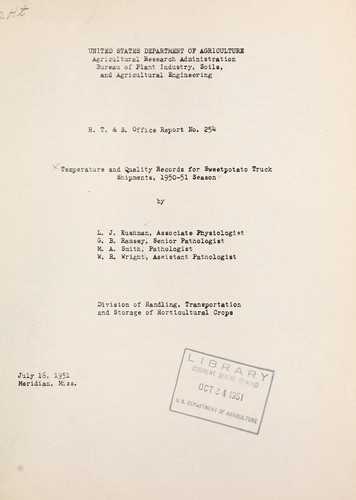 UNITED STATES DEPARTMENT OF AGRICULTURE
Agricultural Research Administration
Bureau of Plant Industry, Soils,
and Agricultural Engineering
H. T. & S. Office Report No. 254
Temperature and Quality Records for Sweetpotato Truck
Shipments, 1950-51 Season
by
L. J. Kushman, Associate Physiologist
G. B. Ramsey, Senior Pathologist
M. A. Smith, Pathologist
W. R. Wright, Assistant Pathologist
Division of Handling, Transportation
and Storage of Horticultural Crops
July 16, 1951
Meridian, Miss.
LIBRARY
CURRENT SERIAL RECORD
OCT 24 1951
U. S. DEPARTMENT OF AGRICULTURE